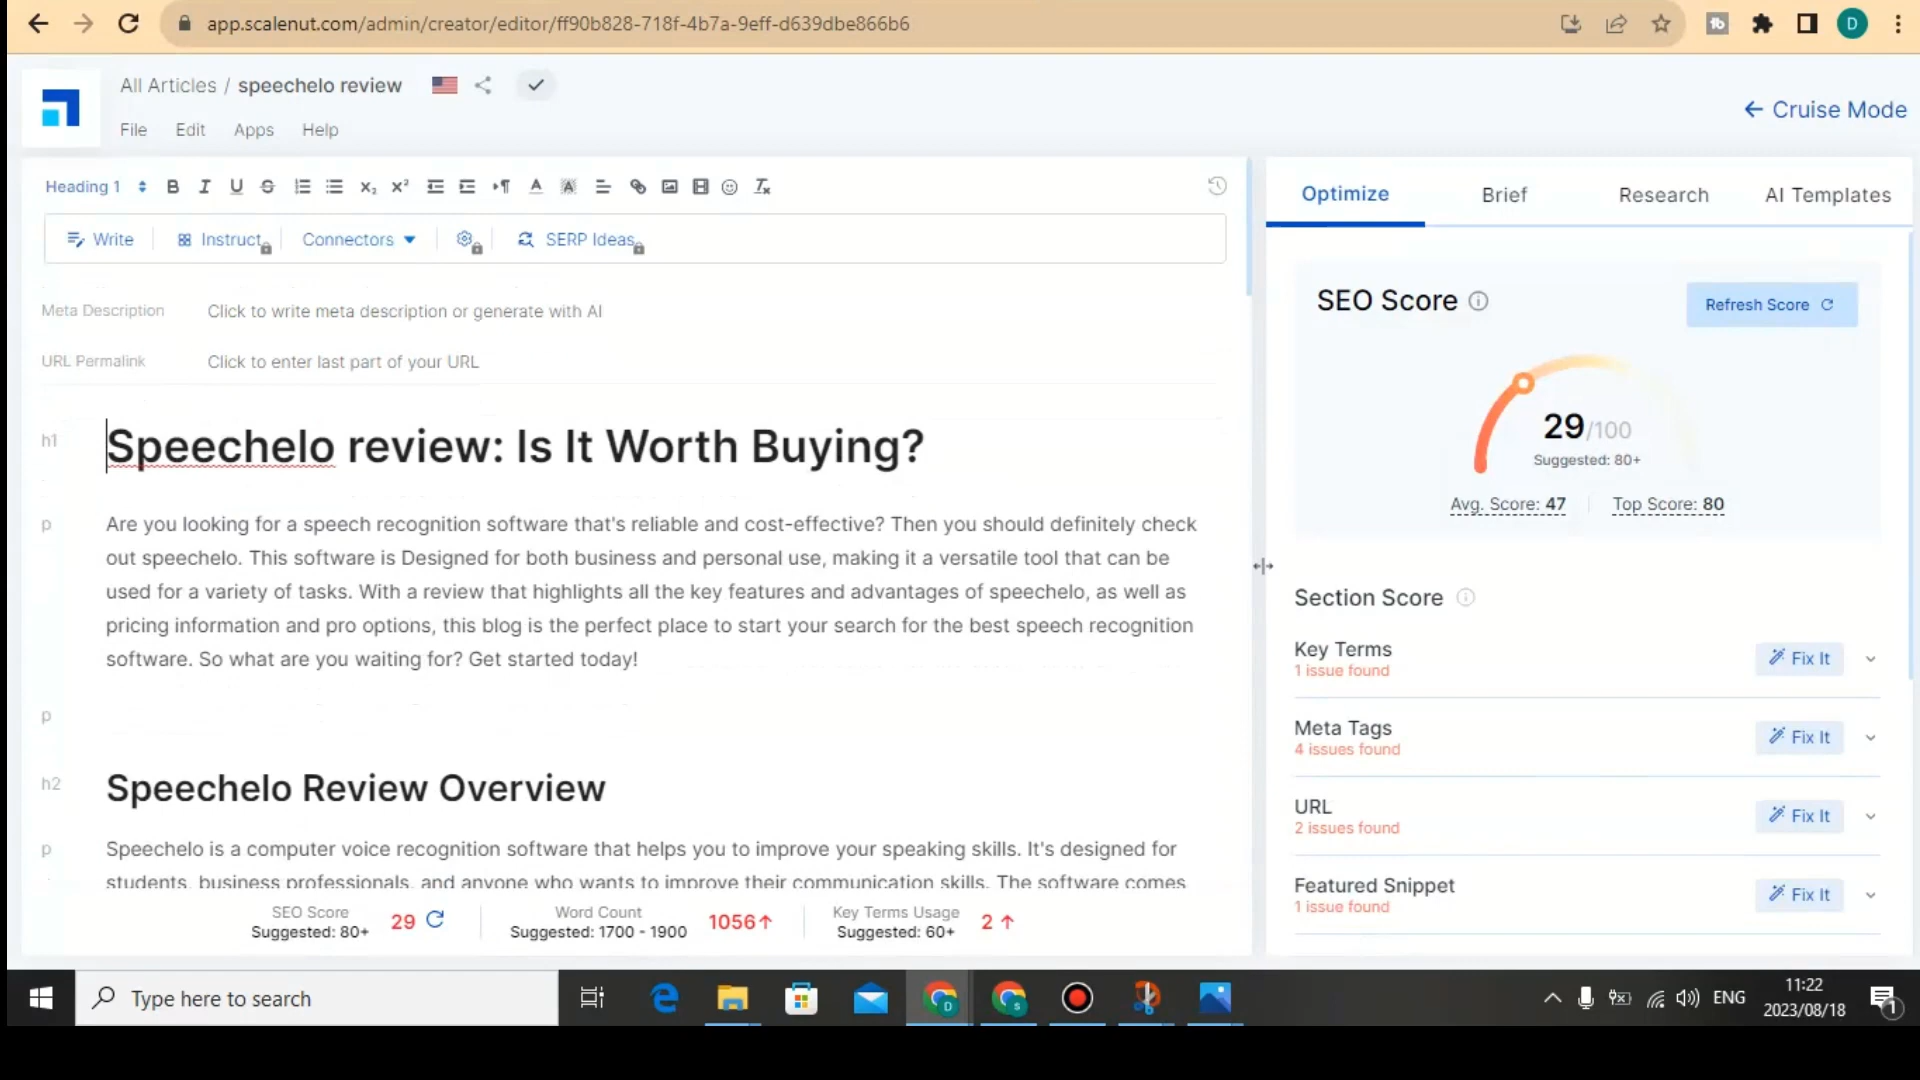 app.scalenut.com/admin/creator/editor/ff90b828-718f-4b7a-9eff-d639dbe866b6
All Articles / speechelo review
File Edit Apps Help
Cruise Mode
Heading 1
Write Instruct Connectors SERP Ideas
Meta Description Click to write meta description or generate with AI
URL Permalink Click to enter last part of your URL
h1 Speechelo review: Is It Worth Buying?
p Are you looking for a speech recognition software that's reliable and cost-effective? Then you should definitely check
out speechelo. This software is Designed for both business and personal use, making it a versatile tool that can be
used for a variety of tasks. With a review that highlights all the key features and advantages of speechelo, as well as
pricing information and pro options, this blog is the perfect place to start your search for the best speech recognition
software. So what are you waiting for? Get started today!
p
h2 Speechelo Review Overview
p Speechelo is a computer voice recognition software that helps you to improve your speaking skills. It's designed for
students, business professionals, and anyone who wants to improve their communication skills. The software comes
SEO Score
Suggested: 80+ 29
Word Count
Suggested: 1700 - 1900 1056
Key Terms Usage
Suggested: 60+ 2
Optimize Brief Research AI Templates
SEO Score Refresh Score
29/100
Suggested: 80+
Avg. Score: 47 Top Score: 80
Section Score
Key Terms
1 issue found
Fix It
Meta Tags
4 issues found
Fix It
URL
2 issues found
Fix It
Featured Snippet
1 issue found
Fix It
Type here to search
ENG
11:22
2023/08/18
1
D